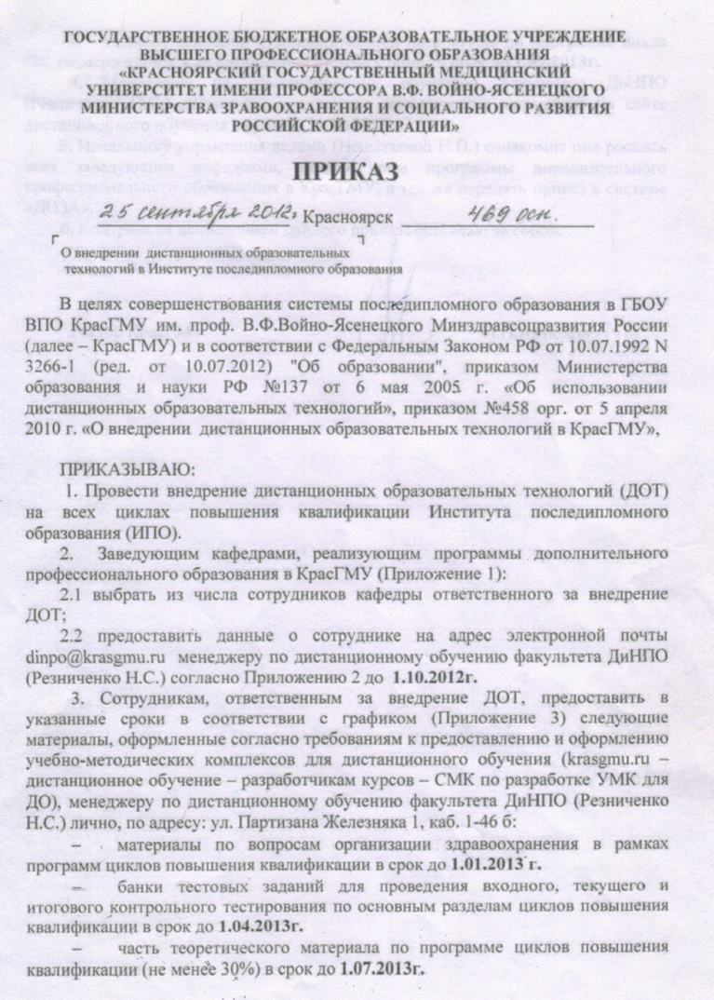 ГОСУДАРСТВЕННОЕ БЮДЖЕТНОЕ ОБРАЗОВАТЕЛЬНОЕ УЧРЕЖДЕНИЕ
ВЫСШЕГО ПРОФЕССИОНАЛЬНОГО ОБРАЗОВАНИЯ
«КРАСНОЯРСКИЙ ГОСУДАРСТВЕННЫЙ МЕДИЦИНСКИЙ
УНИВЕРСИТЕТ ИМЕНИ ПРОФЕССОРА В.Ф. ВОЙНО-ЯСЕНЕЦКОГО
МИНИСТЕРСТВА ЗРАВООХРАНЕНИЯ И СОЦИАЛЬНОГО РАЗВИТИЯ
РОССИЙСКОЙ ФЕДЕРАЦИИ»
ПРИКАЗ
25 сентября 2012г. Красноярск 469 осн.
О внедрении дистанционных образовательных
технологий в Институте последипломного образования
В целях совершенствования системы последипломного образования в ГБОУ
ВПО КрасГМУ им. проф. В.Ф.Войно-Ясенецкого Минздравсоцразвития России
(далее – КрасГМУ) и в соответствии с Федеральным Законом РФ от 10.07.1992 N
3266-1 (ред. от 10.07.2012) "Об образовании", приказом Министерства
образования и науки РФ №137 от 6 мая 2005 г. «Об использовании
дистанционных образовательных технологий», приказом №458 орг. от 5 апреля
2010 г. «О внедрении дистанционных образовательных технологий в КрасГМУ»,
ПРИКАЗЫВАЮ:
1. Провести внедрение дистанционных образовательных технологий (ДОТ)
на всех циклах повышения квалификации Института последипломного
образования (ИПО).
2. Заведующим кафедрами, реализующим программы дополнительного
профессионального образования в КрасГМУ (Приложение 1):
2.1 выбрать из числа сотрудников кафедры ответственного за внедрение
ДОТ;
2.2 предоставить данные о сотруднике на адрес электронной почты
dinpo@krasgmu.ru менеджеру по дистанционному обучению факультета ДиНПО
(Резниченко Н.С.) согласно Приложению 2 до 1.10.2012г.
3. Сотрудникам, ответственным за внедрение ДОТ, предоставить в
указанные сроки в соответствии с графиком (Приложение 3) следующие
материалы, оформленные согласно требованиям к предоставлению и оформлению
учебно-методических комплексов для дистанционного обучения (krasgmu.ru –
дистанционное обучение – разработчикам курсов – СМК по разработке УМК для
ДО), менеджеру по дистанционному обучению факультета ДиНПО (Резниченко
Н.С.) лично, по адресу: ул. Партизана Железняка 1, каб. 1-46 б:
– материалы по вопросам организации здравоохранения в рамках
программ циклов повышения квалификации в срок до 1.01.2013 г.
– банки тестовых заданий для проведения входного, текущего и
итогового контрольного тестирования по основным разделам циклов повышения
квалификации в срок до 1.04.2013г.
– часть теоретического материала по программе циклов повышения
квалификации (не менее 30%) в срок до 1.07.2013г.